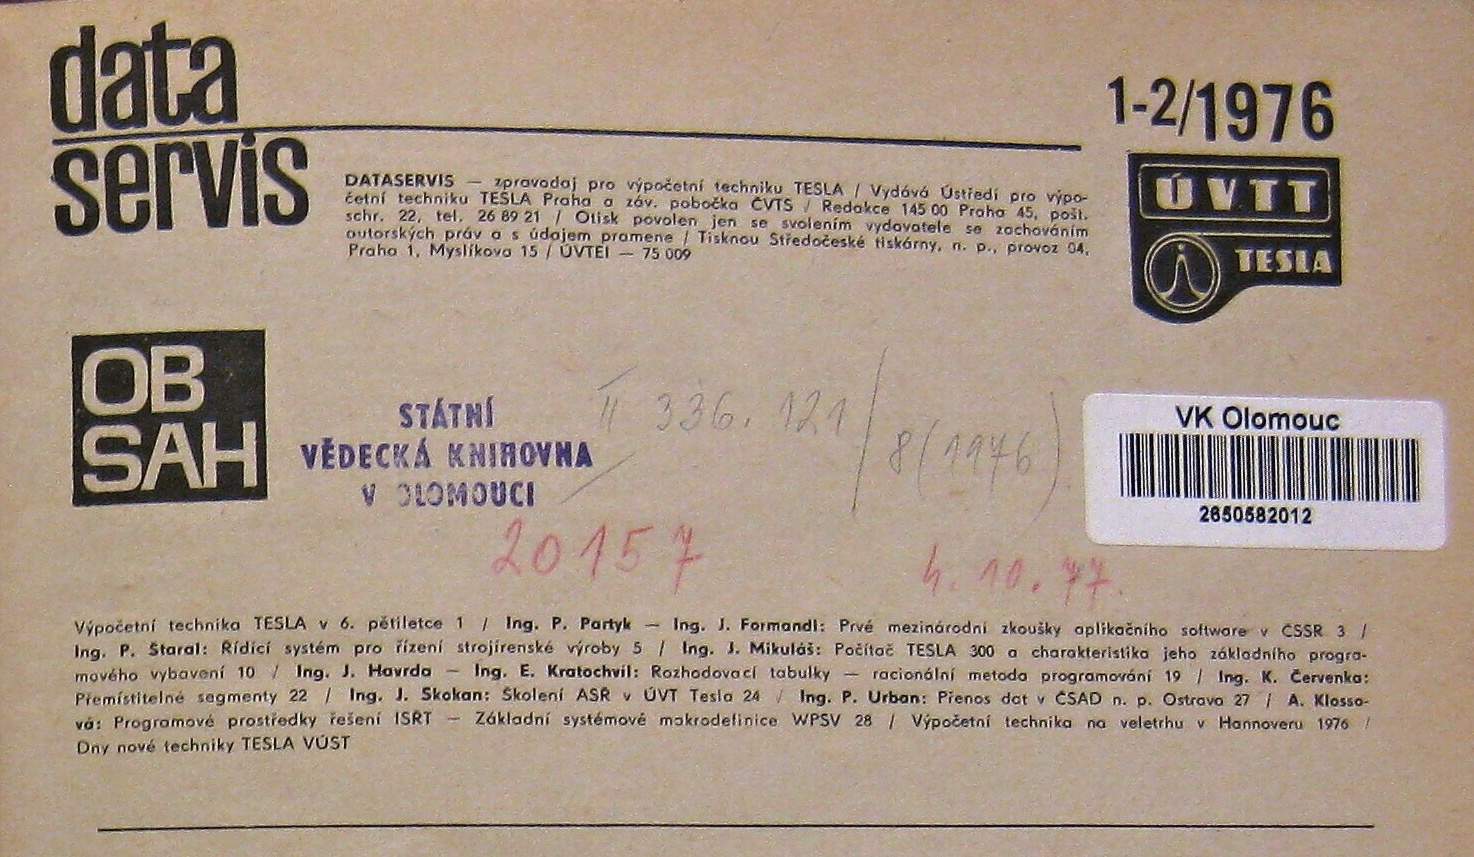 data
servis
1-2/1976
DATASERVIS — zpravodaj pro výpočetní techniku TESLA / Vydává Ústředí pro výpo-
četní techniku TESLA Praha a záv. pobočka ČVTS / Redakce 145 00 Praha 45, pošt.
schr. 22, tel. 26 89 21 / Otisk povolen jen se svolením vydavatele se zachováním
autorských práv a s údajem pramene / Tisknou Středočeské tiskárny, n. p., provoz 04,
Praha 1, Myslíkova 15 / ÚVTEI — 75 009
ÚVTT
TESLA
OB
SAH
STÁTNÍ
VĚDECKÁ KNIHOVNA
V OLOMOUCI
II 336.121/8(1976)
VK Olomouc
2650582012
20157
4.10.77.
Výpočetní technika TESLA v 6. pětiletce 1 / Ing. P. Partyk — Ing. J. Formandl: Prvé mezinárodní zkoušky aplikačního software v ČSSR 3 /
Ing. P. Štaral: Řídicí systém pro řízení strojírenské výroby 5 / Ing. J. Mikuláš: Počítač TESLA 300 a charakteristika jeho základního progra-
mového vybavení 10 / Ing. J. Havrda — Ing. E. Kratochvíl: Rozhodovací tabulky — racionální metoda programování 19 / Ing. K. Červenka:
Přemístitelné segmenty 22 / Ing. J. Skokan: Školení ASŘ v ÚVT Tesla 24 / Ing. P. Urban: Přenos dat v ČSAD n. p. Ostrava 27 / A. Klosso-
vá: Programové prostředky řešení ISRT — Základní systémové makrodefinice WPSV 28 / Výpočetní technika na veletrhu v Hannoveru 1976 /
Dny nové techniky TESLA VÚST